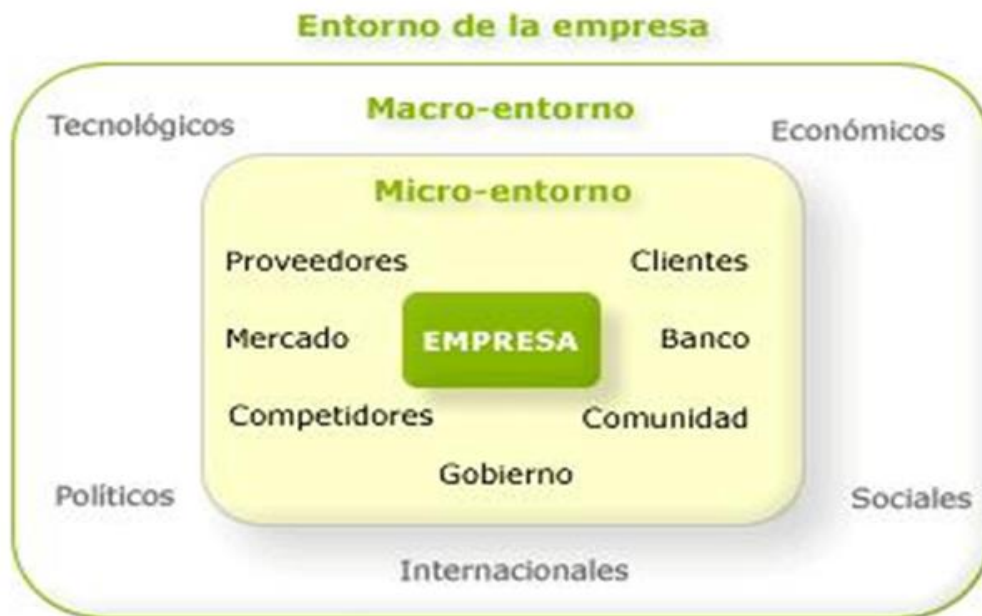 Entorno de la empresa
Macro-entorno
Tecnológicos
Económicos
Micro-entorno
Proveedores
Clientes
Mercado
EMPRESA
Banco
Competidores
Comunidad
Gobierno
Políticos
Sociales
Internacionales